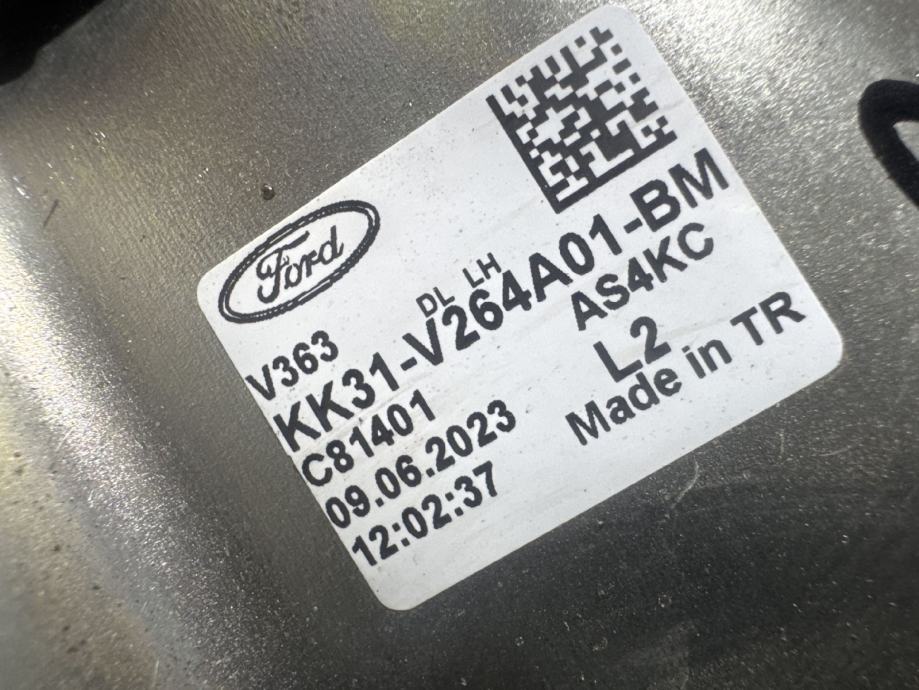 Ford
V363
DL LH
KK31-V264A01-BM
C81401
AS4KC
09.06.2023
L2
12:02:37
Made in TR